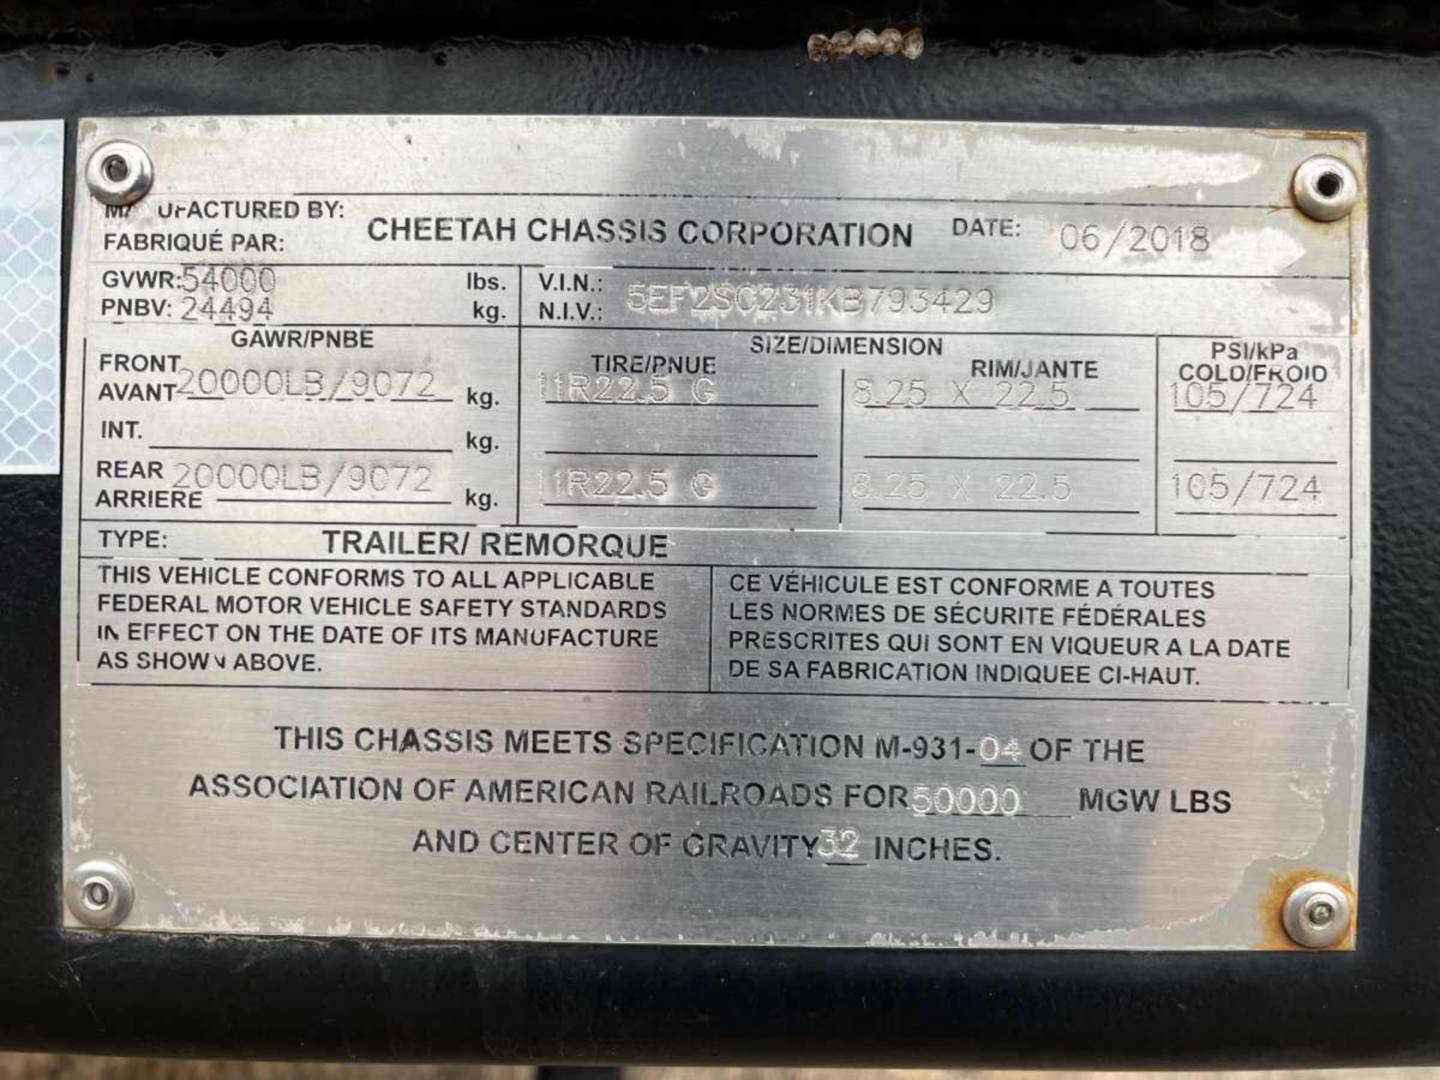 MANUFACTURED BY: CHEETAH CHASSIS CORPORATION DATE: 06/2018
FABRIQUÉ PAR:
GVWR: 54000 lbs. V.I.N.: 5EF2SC231KB793429
PNBV: 24494 kg. N.I.V.:
GAWR/PNBE SIZE/DIMENSION
TIRE/PNUE RIM/JANTE PSI/kPa COLD/FROID
FRONT AVANT 20000LB/9072 kg. 11R22.5 G 8.25 X 22.5 105/724
INT. kg.
REAR ARRIERE 20000LB/9072 kg. 11R22.5 G 8.25 X 22.5 105/724
TYPE: TRAILER/ REMORQUE
THIS VEHICLE CONFORMS TO ALL APPLICABLE
FEDERAL MOTOR VEHICLE SAFETY STANDARDS
IN EFFECT ON THE DATE OF ITS MANUFACTURE
AS SHOWN ABOVE.
CE VÉHICULE EST CONFORME A TOUTES
LES NORMES DE SÉCURITE FÉDÉRALES
PRESCRITES QUI SONT EN VIQUEUR A LA DATE
DE SA FABRICATION INDIQUEE CI-HAUT.
THIS CHASSIS MEETS SPECIFICATION M-931-04 OF THE
ASSOCIATION OF AMERICAN RAILROADS FOR 50000 MGW LBS
AND CENTER OF GRAVITY 32 INCHES.